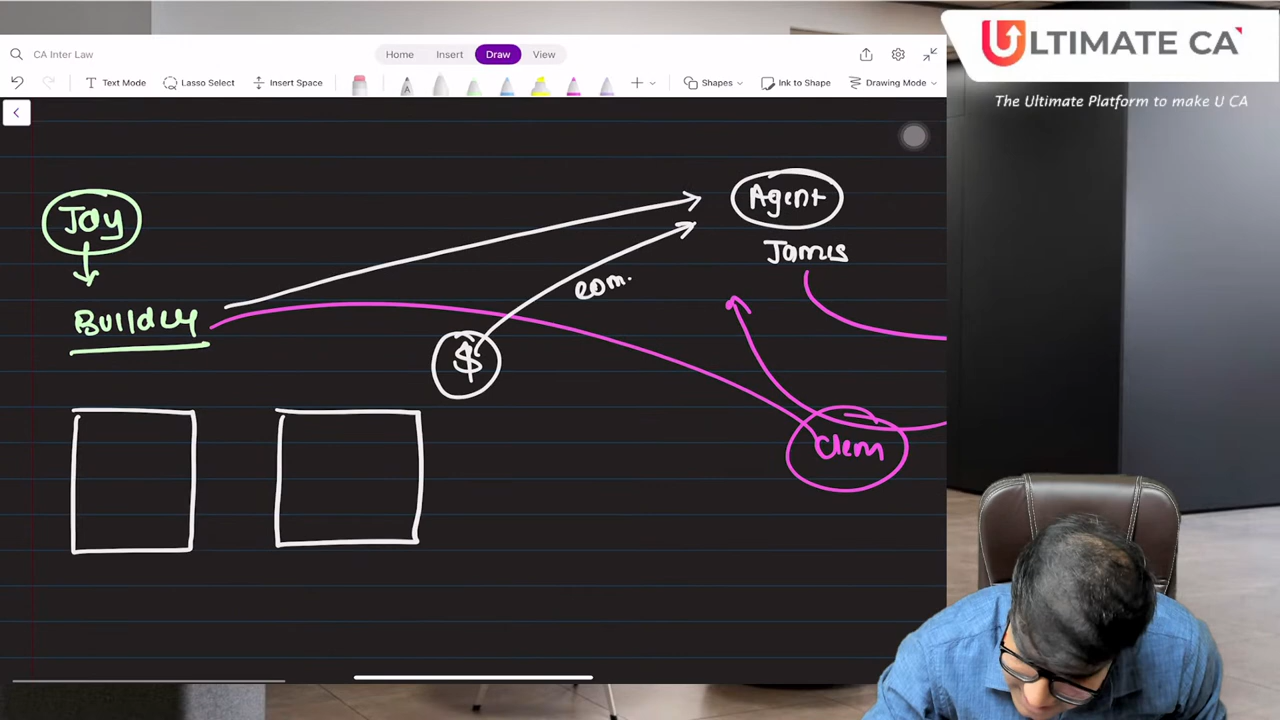 CA Inter Law
Home Insert Draw View
Text Mode Lasso Select Insert Space Shapes Ink to Shape Drawing Mode
ULTIMATE CA
The Ultimate Platform to make U CA
Joy
Builder
Agent
James
com.
$
Clem